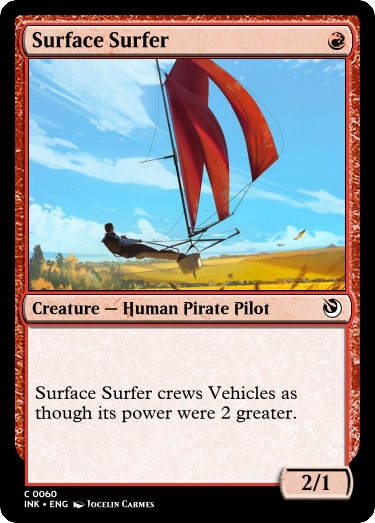 Surface Surfer
Creature — Human Pirate Pilot
Surface Surfer crews Vehicles as
though its power were 2 greater.
2/1
C 0060
INK • ENG Jocelin Carmes